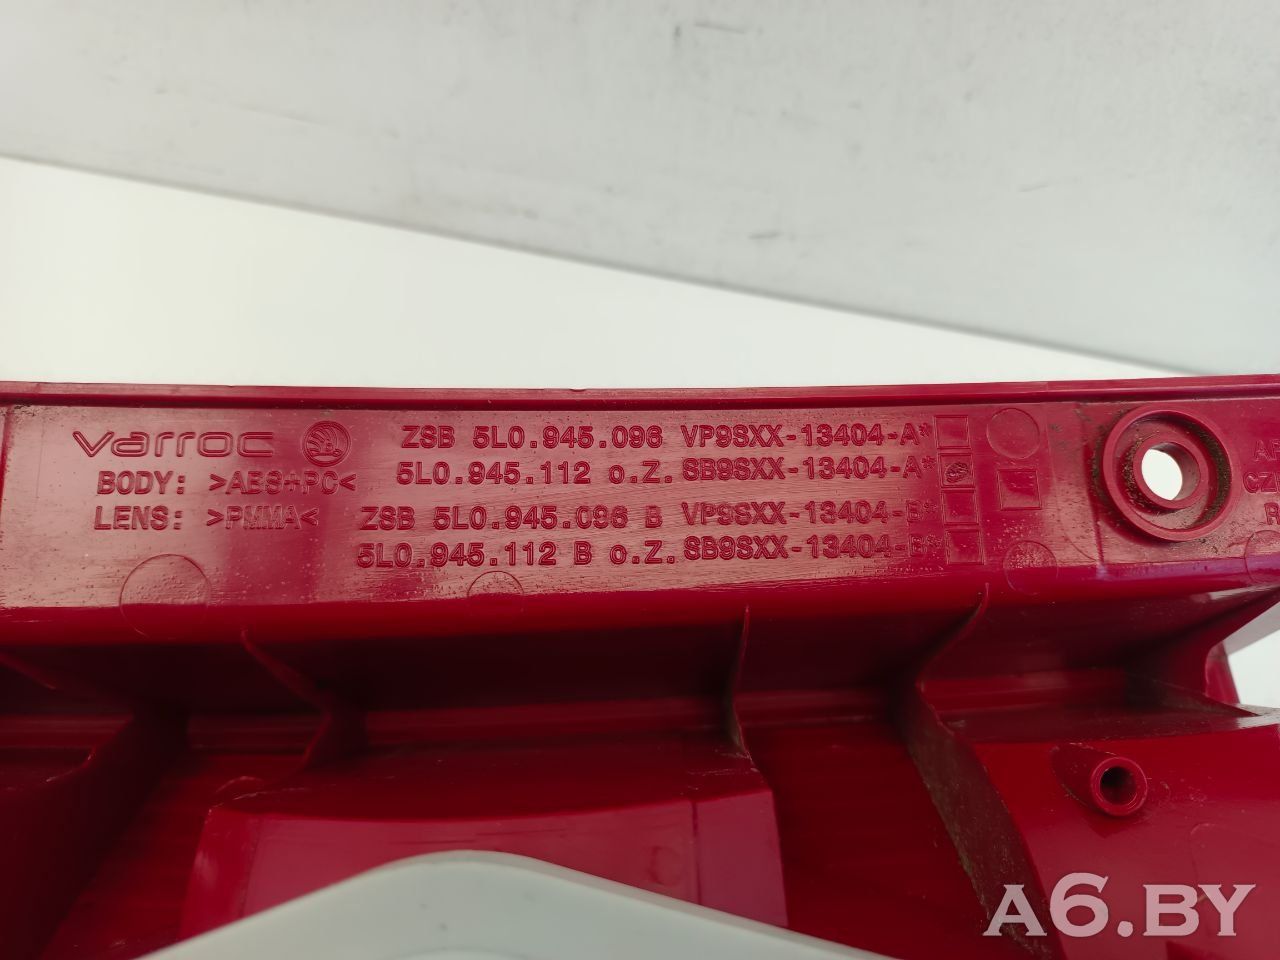 varroc ZSB 5L0.945.096 VP9SXX-13404-A*
BODY: >ABS+PC< 5L0.945.112 o.Z. SB9SXX-13404-A*
LENS: >PMMA< ZSB 5L0.945.096 B VP9SXX-13404-B*
5L0.945.112 B o.Z. SB9SXX-13404-B*
A6.BY